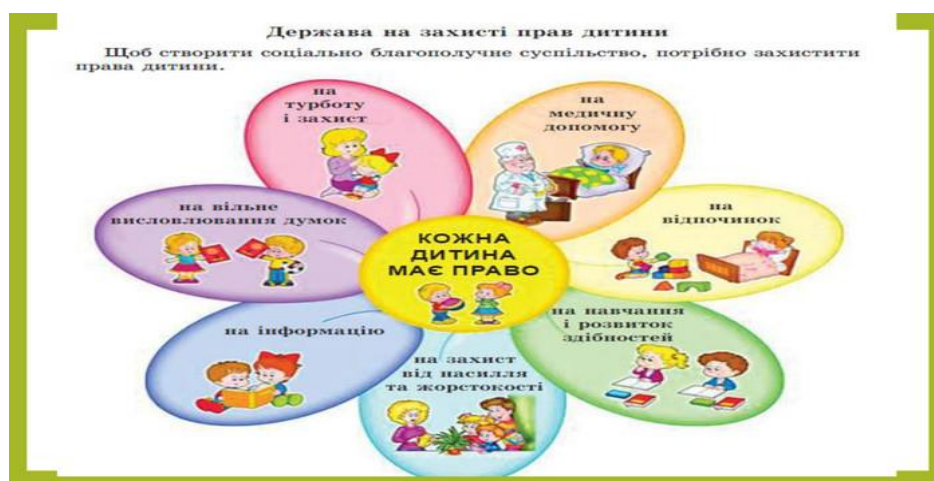 Держава на захисті прав дитини
Щоб створити соціально благополучне суспільство, потрібно захистити
права дитини.
на
турботу
і захист
на
медичну
допомогу
на вільне
висловлювання думок
на
відпочинок
КОЖНА
ДИТИНА
МАЄ ПРАВО
на інформацію
на навчання
і розвиток
здібностей
на захист
від насилля
та жорстокості